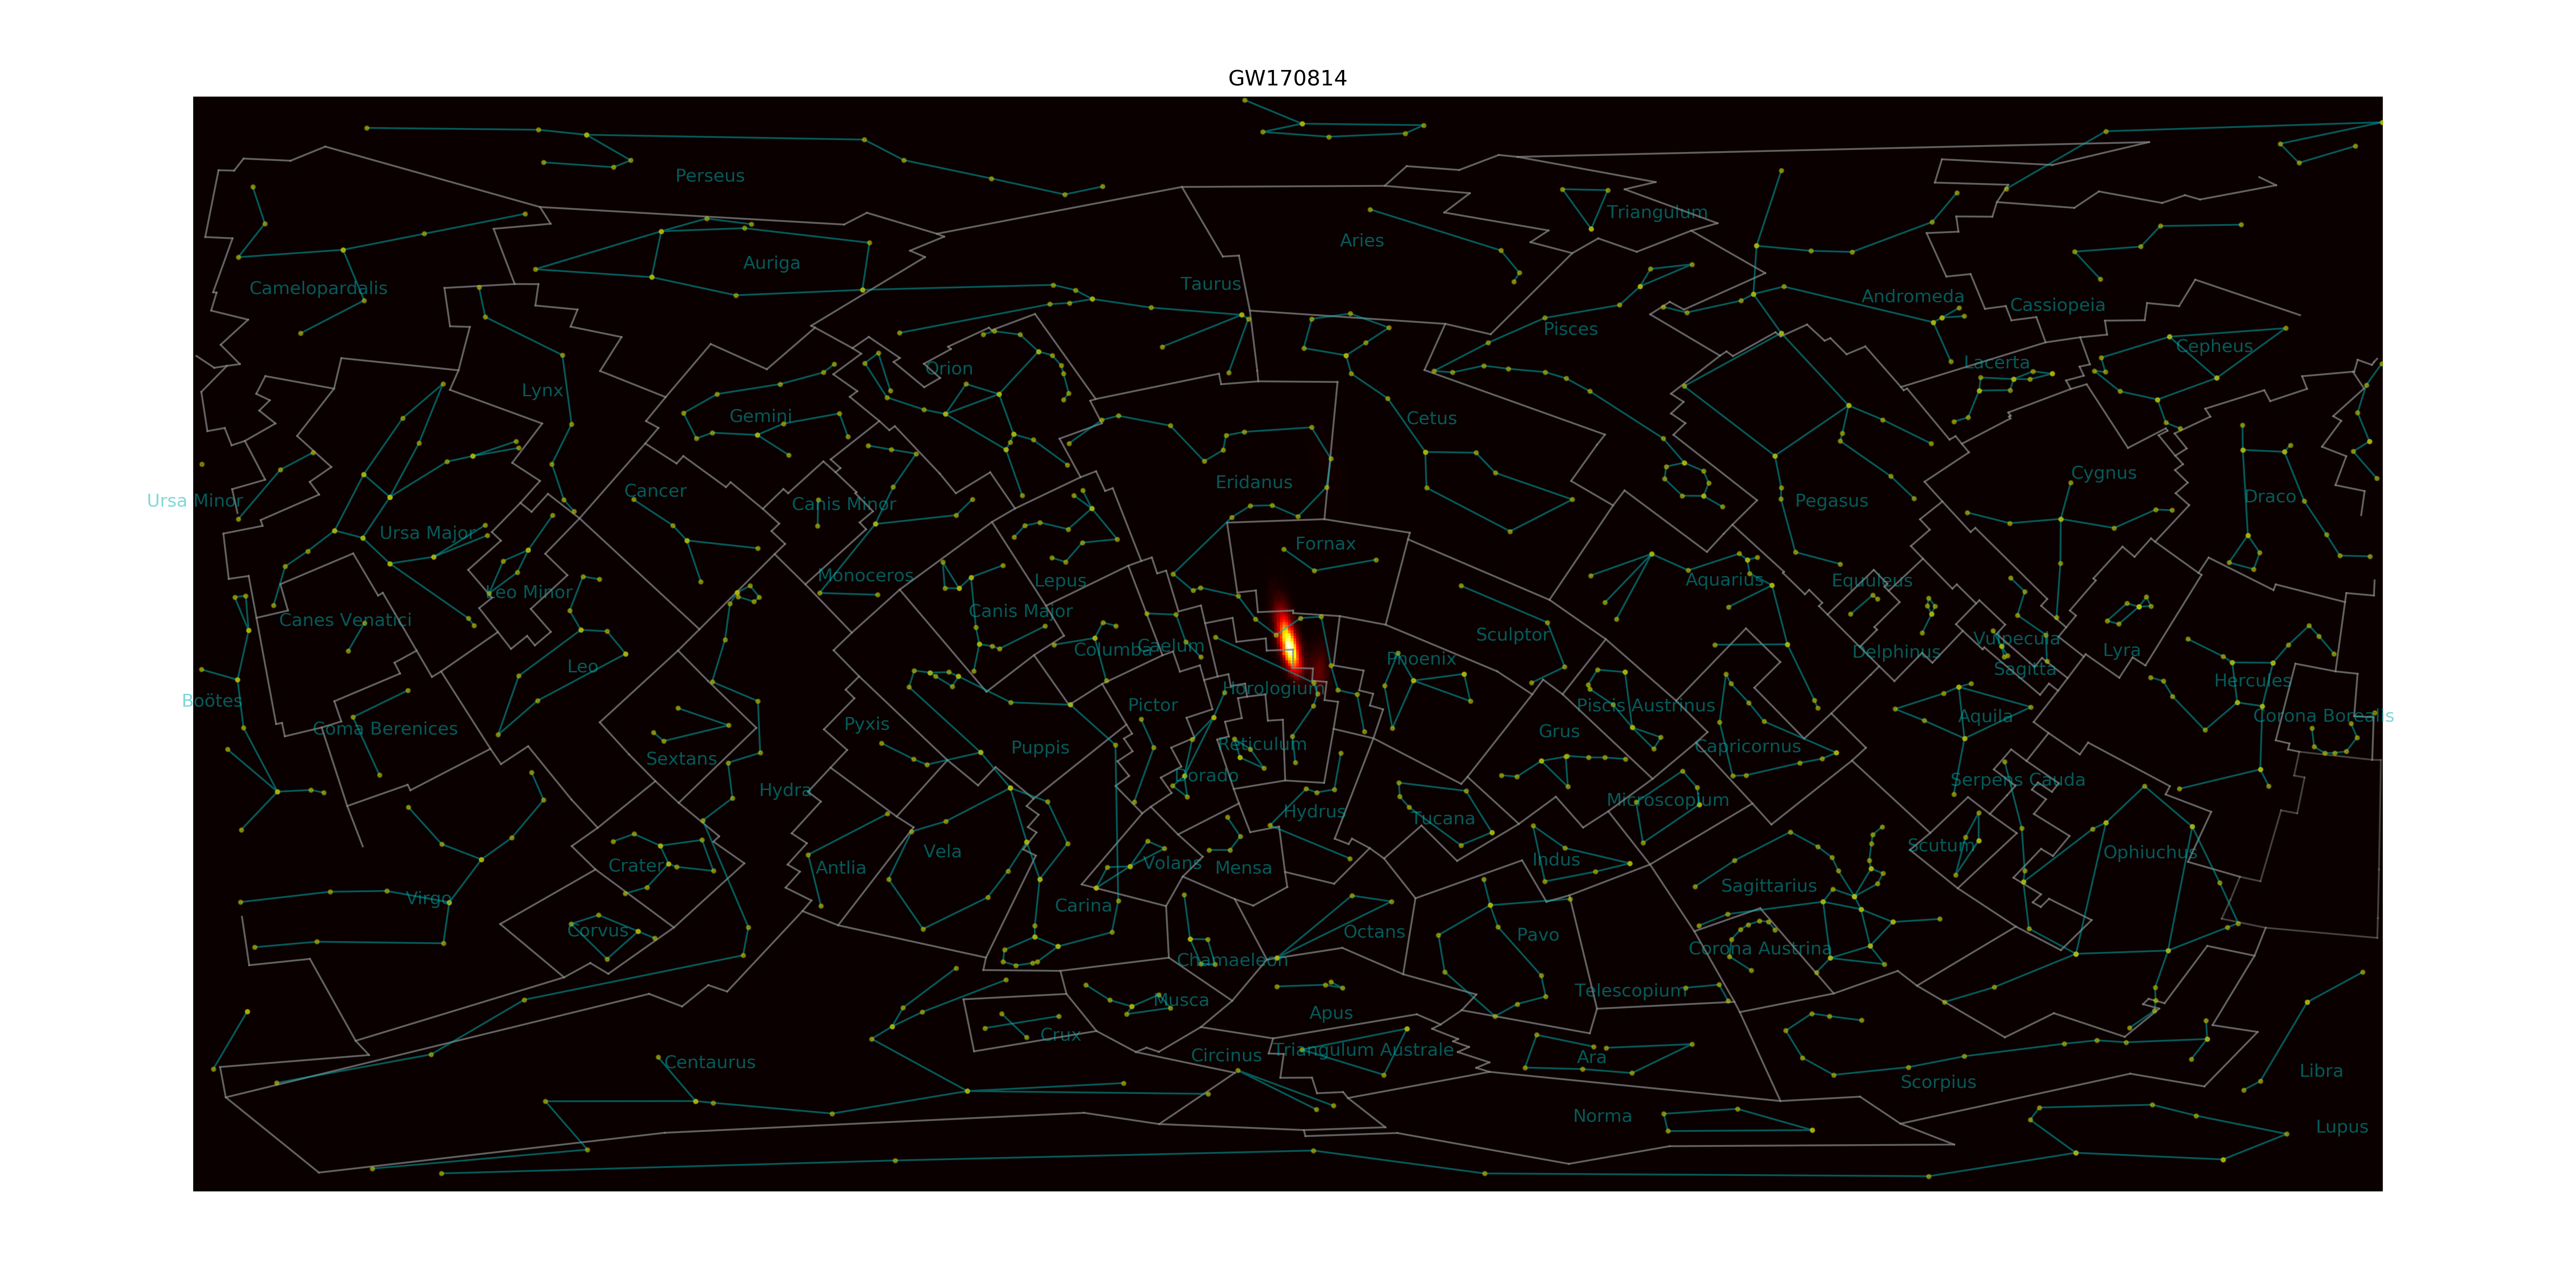 GW170814
Perseus
Triangulum
Aries
Auriga
Taurus
Camelopardalis
Andromeda
Cassiopeia
Pisces
Cepheus
Lacerta
Orion
Lynx
Gemini
Cetus
Cygnus
Eridanus
Cancer
Draco
Ursa Minor
Canis Minor
Pegasus
Ursa Major
Fornax
Monoceros
Lepus
Aquarius
Equuleus
Leo Minor
Canis Major
Canes Venatici
Sculptor
Vulpecula
Columba
Caelum
Lyra
Delphinus
Phoenix
Leo
Sagitta
Hercules
Horologium
Boötes
Pictor
Piscis Austrinus
Aquila
Corona Borealis
Pyxis
Coma Berenices
Grus
Reticulum
Puppis
Capricornus
Sextans
Dorado
Serpens Cauda
Hydra
Microscopium
Hydrus
Tucana
Scutum
Vela
Ophiuchus
Indus
Volans
Crater
Antlia
Mensa
Sagittarius
Virgo
Carina
Corvus
Octans
Pavo
Corona Austrina
Chamaeleon
Telescopium
Musca
Apus
Crux
Triangulum Australe
Circinus
Ara
Centaurus
Libra
Scorpius
Norma
Lupus